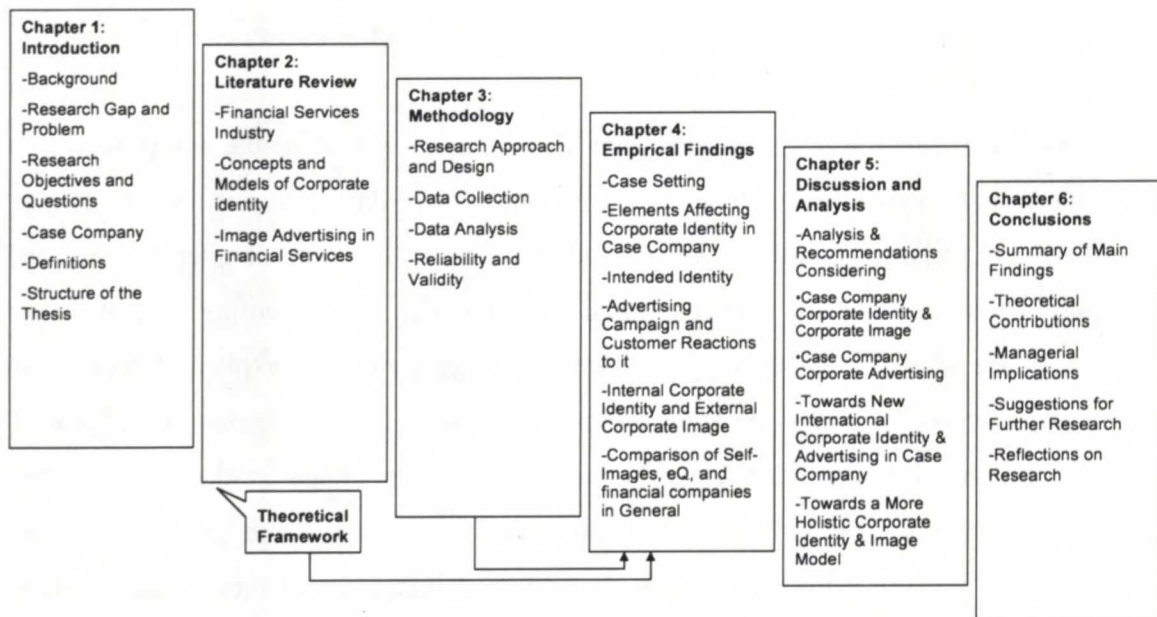 Chapter 1:
Introduction
-Background
-Research Gap and
Problem
-Research
Objectives and
Questions
-Case Company
-Definitions
-Structure of the
Thesis
Chapter 2:
Literature Review
-Financial Services
Industry
-Concepts and
Models of Corporate
identity
-Image Advertising in
Financial Services
Theoretical
Framework
Chapter 3:
Methodology
-Research Approach
and Design
-Data Collection
-Data Analysis
-Reliability and
Validity
Chapter 4:
Empirical Findings
-Case Setting
-Elements Affecting
Corporate Identity in
Case Company
-Intended Identity
-Advertising
Campaign and
Customer Reactions
to it
-Internal Corporate
Identity and External
Corporate Image
-Comparison of Self-
Images, eQ, and
financial companies
in General
Chapter 5:
Discussion and
Analysis
-Analysis &
Recommendations
Considering
•Case Company
Corporate Identity &
Corporate Image
•Case Company
Corporate Advertising
-Towards New
International
Corporate Identity &
Advertising in Case
Company
-Towards a More
Holistic Corporate
Identity & Image
Model
Chapter 6:
Conclusions
-Summary of Main
Findings
-Theoretical
Contributions
-Managerial
Implications
-Suggestions for
Further Research
-Reflections on
Research